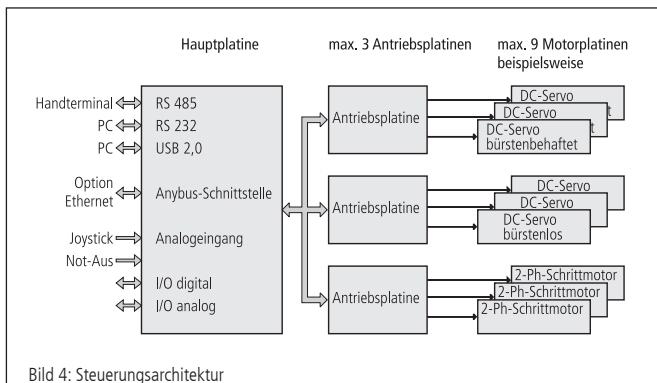 Hauptplatine
max. 3 Antriebsplatinen
max. 9 Motorplatinen
beispielsweise
Handterminal
RS 485
PC
RS 232
PC
USB 2,0
Option
Ethernet
Anybus-Schnittstelle
Joystick
Analogeingang
Not-Aus
I/O digital
I/O analog
Antriebsplatine
DC-Servo
DC-Servo
t
DC-Servo
bürstenbehaftet
Antriebsplatine
DC-Servo
DC-Servo
DC-Servo
bürstenlos
Antriebsplatine
2-Ph-Schrittmotor
2-Ph-Schrittmotor
2-Ph-Schrittmotor
Bild 4: Steuerungsarchitektur